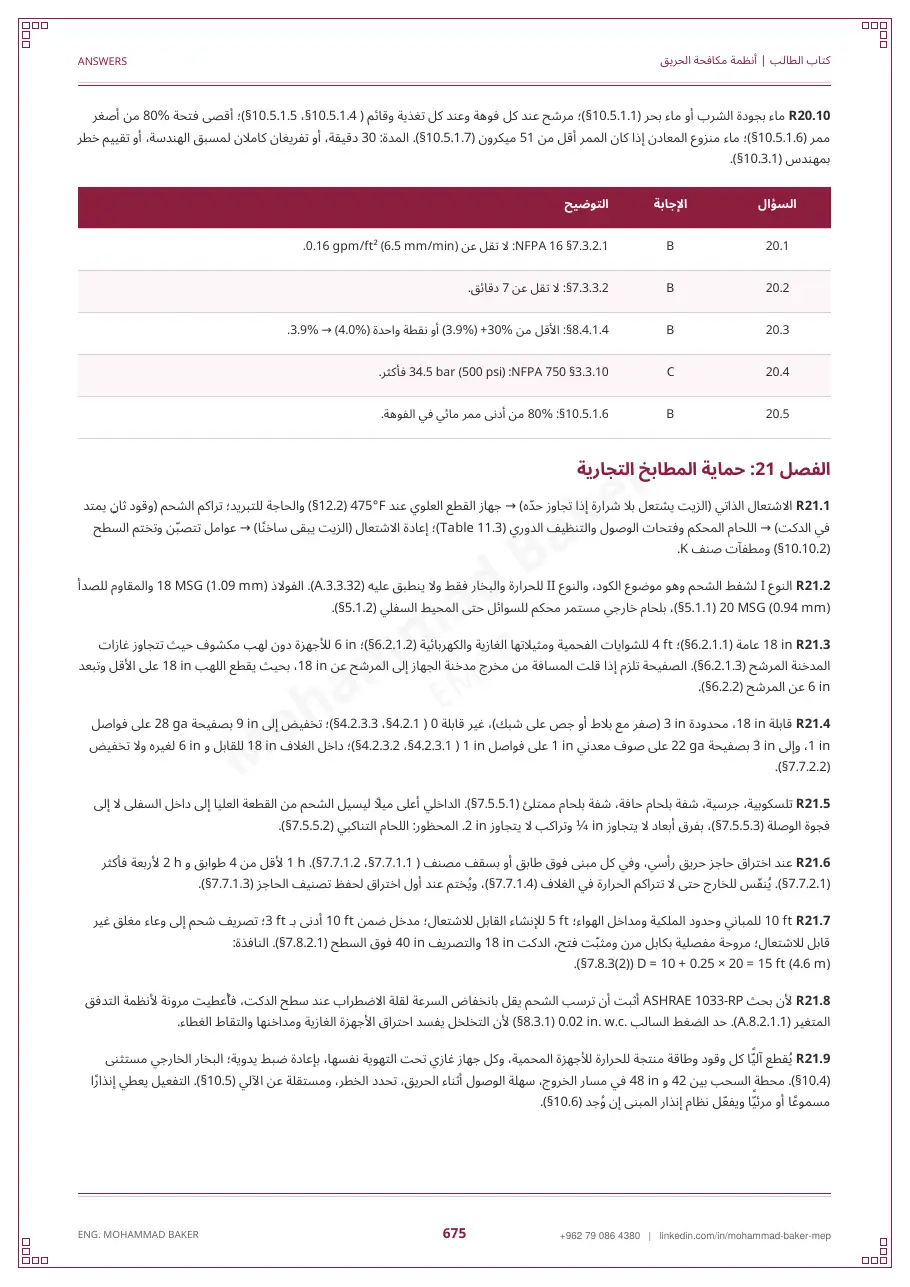 كتاب الطالب | أنظمة مكافحة الحريق
ANSWERS
R20.10 ماء بجودة الشرب أو ماء بحر (§10.5.1.1)؛ مرشح عند كل فوهة وعند كل تغذية وقائم (§10.5.1.4، §10.5.1.5)؛ أقصى فتحة 80% من أصغر
ممر (§10.5.1.6)؛ ماء منزوع المعادن إذا كان الممر أقل من 51 ميكرون (§10.5.1.7). المدة: 30 دقيقة، أو تفريغان كاملان لمسبق الهندسة، أو تقييم خطر
بمهندس (§10.3.1).
السؤال الإجابة التوضيح
20.1 B NFPA 16 §7.3.2.1: لا تقل عن 0.16 gpm/ft² (6.5 mm/min).
20.2 B §7.3.3.2: لا تقل عن 7 دقائق.
20.3 B §8.4.1.4: الأقل من +30% (3.9%) أو نقطة واحدة (4.0%) → 3.9%.
20.4 C NFPA 750 §3.3.10: 34.5 bar (500 psi) فأكثر.
20.5 B §10.5.1.6: 80% من أدنى ممر مائي في الفوهة.
الفصل 21: حماية المطابخ التجارية
R21.1 الاشتعال الذاتي (الزيت يشتعل بلا شرارة إذا تجاوز حدّه) → جهاز القطع العلوي عند 475°F (§12.2) والحاجة للتبريد؛ تراكم الشحم (وقود ثانٍ يمتد
في الدكت) → اللحام المحكم وفتحات الوصول والتنظيف الدوري (Table 11.3)؛ إعادة الاشتعال (الزيت يبقى ساخنًا) → عوامل تتصبّن وتختم السطح
(§10.10.2) ومطفآت صنف K.
R21.2 النوع I لشفط الشحم وهو موضوع الكود، والنوع II للحرارة والبخار فقط ولا ينطبق عليه (A.3.3.32). الفولاذ 18 MSG (1.09 mm) والمقاوم للصدأ
20 MSG (0.94 mm) (§5.1.1)، بلحام خارجي مستمر محكم للسوائل حتى المحيط السفلي (§5.1.2).
R21.3 18 in عامة (§6.2.1.1)؛ 4 ft للشوايات الفحمية ومثيلاتها الغازية والكهربائية (§6.2.1.2)؛ 6 in للأجهزة دون لهب مكشوف حيث تتجاوز غازات
المدخنة المرشح (§6.2.1.3). الصفيحة تلزم إذا قلت المسافة من مخرج مدخنة الجهاز إلى المرشح عن 18 in، بحيث يقطع اللهب 18 in على الأقل وتبعد
6 in عن المرشح (§6.2.2).
R21.4 قابلة 18 in، محدودة 3 in (صفر مع بلاط أو جص على شبك)، غير قابلة 0 (§4.2.1، §4.2.3.3)؛ تخفيض إلى 9 in بصفيحة 28 ga على فواصل
1 in، وإلى 3 in بصفيحة 22 ga على صوف معدني 1 in على فواصل 1 in (§4.2.3.1، §4.2.3.2)؛ داخل الغلاف 18 in للقابل و 6 in لغيره ولا تخفيض
(§7.7.2.2).
R21.5 تلسكوبية، جرسية، شفة بلحام حافة، شفة بلحام ممتلئ (§7.5.5.1). الداخلي أعلى ميلًا ليسيل الشحم من القطعة العليا إلى داخل السفلى لا إلى
فجوة الوصلة (§7.5.5.3)، بفرق أبعاد لا يتجاوز ¼ in وتراكب لا يتجاوز 2 in. المحظور: اللحام التناكبي (§7.5.5.2).
R21.6 عند اختراق حاجز حريق رأسي، وفي كل مبنى فوق طابق أو بسقف مصنف (§7.7.1.1، §7.7.1.2). 1 h لأقل من 4 طوابق و 2 h لأربعة فأكثر
(§7.7.2.1). يُنفّس للخارج حتى لا تتراكم الحرارة في الغلاف (§7.7.1.4)، ويُختم عند أول اختراق لحفظ تصنيف الحاجز (§7.7.1.3).
R21.7 10 ft للمباني وحدود الملكية ومداخل الهواء؛ 5 ft للإنشاء القابل للاشتعال؛ مدخل ضمن 10 ft أدنى بـ 3 ft؛ تصريف شحم إلى وعاء مغلق غير
قابل للاشتعال؛ مروحة مفصلية بكابل مرن ومثبّت فتح، الدكت 18 in والتصريف 40 in فوق السطح (§7.8.2.1). النافذة:
D = 10 + 0.25 × 20 = 15 ft (4.6 m) (§7.8.3(2)).
R21.8 لأن بحث ASHRAE 1033-RP أثبت أن ترسب الشحم يقل بانخفاض السرعة لقلة الاضطراب عند سطح الدكت، فأُعطيت مرونة لأنظمة التدفق
المتغير (A.8.2.1.1). حد الضغط السالب 0.02 in. w.c. (§8.3.1) لأن التخلخل يفسد احتراق الأجهزة الغازية ومداخنها والتقاط الغطاء.
R21.9 يُقطع آليًّا كل وقود وطاقة منتجة للحرارة للأجهزة المحمية، وكل جهاز غازي تحت التهوية نفسها، بإعادة ضبط يدوية؛ البخار الخارجي مستثنى
(§10.4). محطة السحب بين 42 و 48 in في مسار الخروج، سهلة الوصول أثناء الحريق، تحدد الخطر، ومستقلة عن الآلي (§10.5). التفعيل يعطي إنذارًا
مسموعًا أو مرئيًّا ويفعّل نظام إنذار المبنى إن وُجد (§10.6).
ENG. MOHAMMAD BAKER
675
+962 79 086 4380 | linkedin.com/in/mohammad-baker-mep